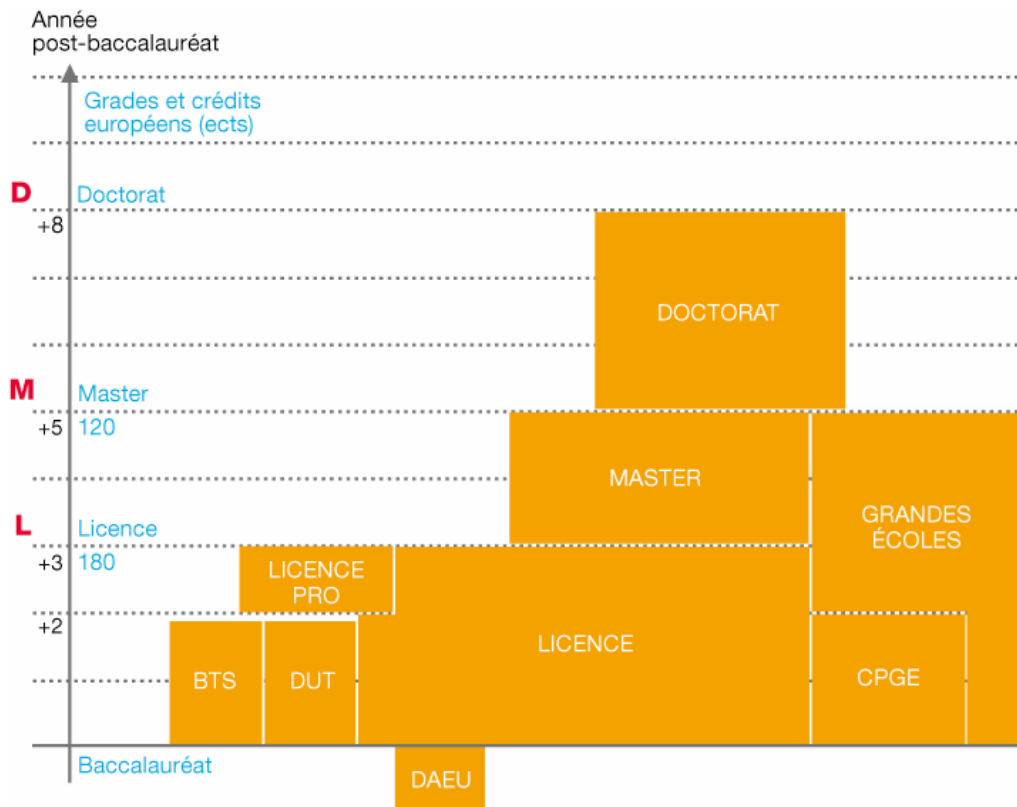 Année
post-baccalauréat
Grades et crédits
européens (ects)
D
Doctorat
+8
DOCTORAT
M
Master
+5
120
MASTER
GRANDES
ÉCOLES
L
Licence
+3
180
LICENCE
PRO
+2
LICENCE
BTS
DUT
CPGE
Baccalauréat
DAEU